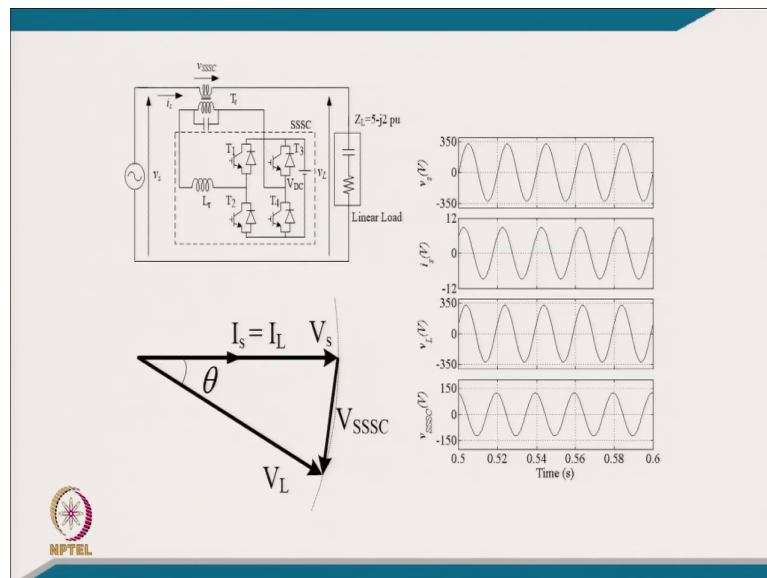 v_SSSC
i_s
T_r
Z_L=5-j2 pu
SSSC
T_1
T_3
v_s
V_DC
v_L
L_r
T_2
T_4
Linear Load
I_s = I_L
V_s
θ
V_SSSC
V_L
350
0
-350
v_s(V)
12
0
-12
i_s(A)
350
0
-350
v_L(V)
150
0
-150
v_SSSC(V)
0.5 0.52 0.54 0.56 0.58 0.6
Time (s)
NPTEL